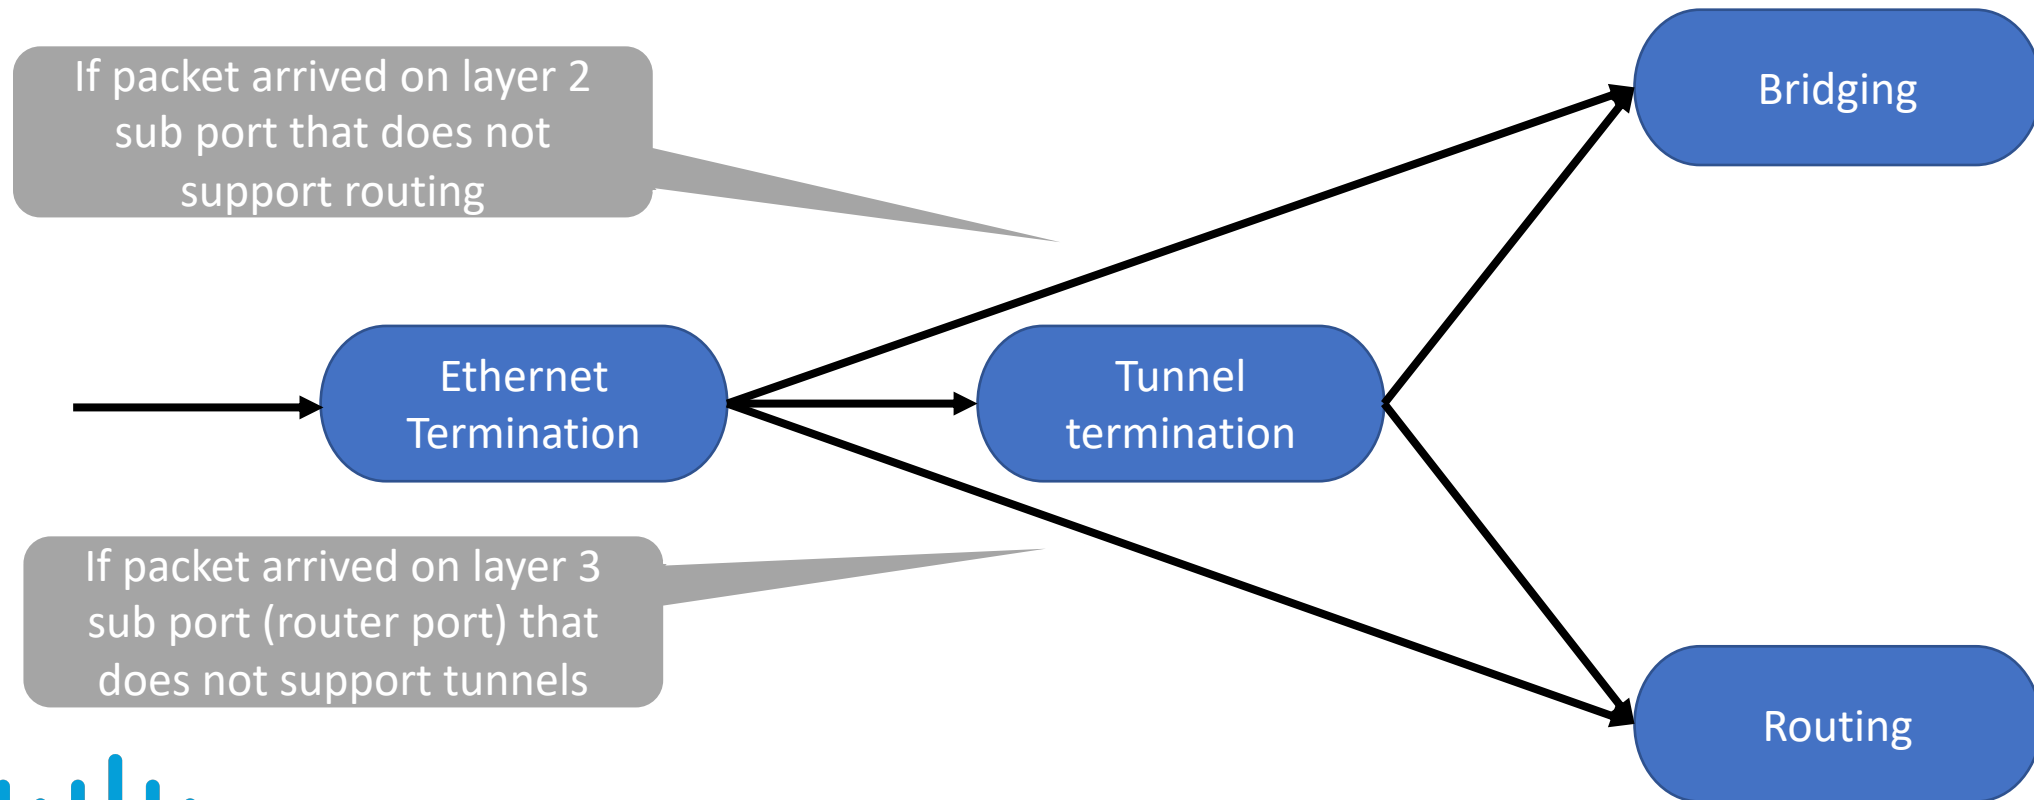 If packet arrived on layer 2
sub port that does not
support routing
Bridging
Ethernet
Termination
Tunnel
termination
If packet arrived on layer 3
sub port (router port) that
does not support tunnels
Routing